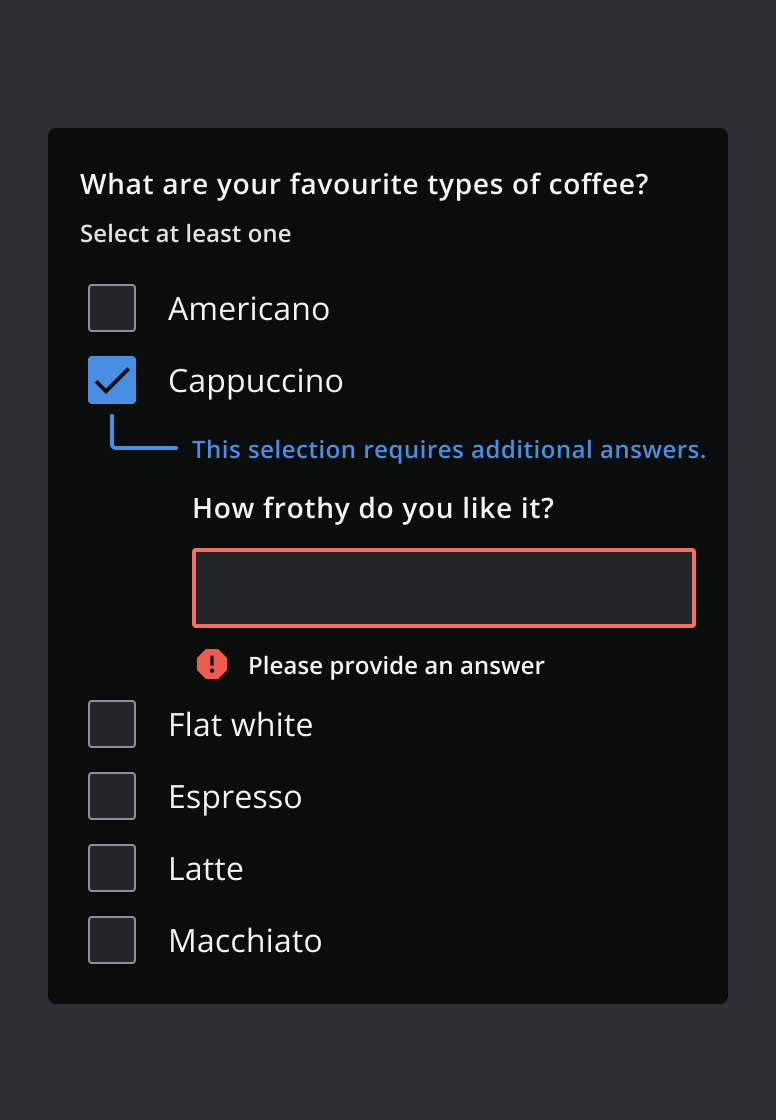 What are your favourite types of coffee?
Select at least one
Americano
Cappuccino
This selection requires additional answers.
How frothy do you like it?
Please provide an answer
Flat white
Espresso
Latte
Macchiato